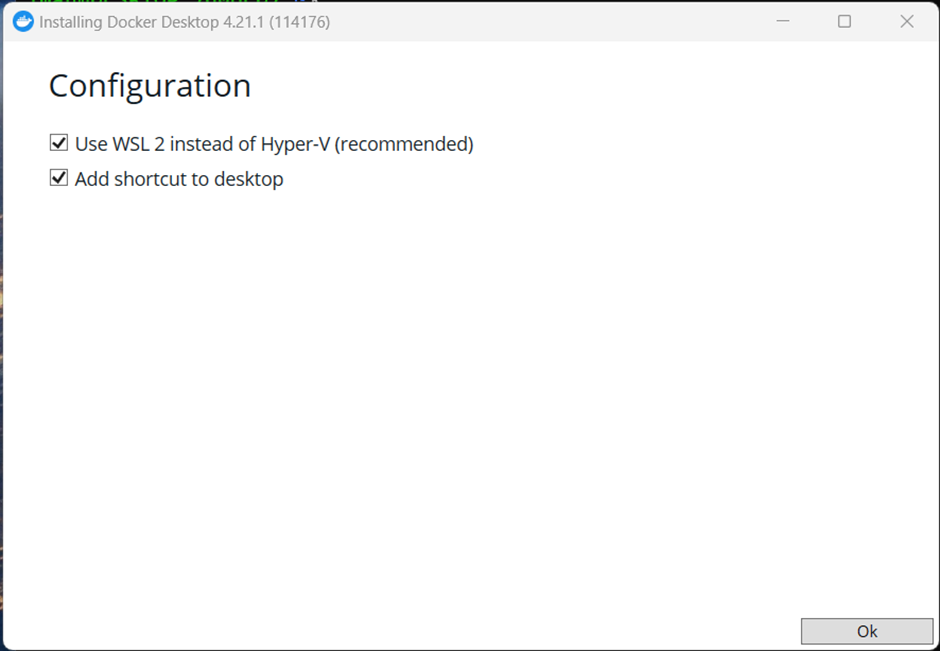 Installing Docker Desktop 4.21.1 (114176)
Configuration
Use WSL 2 instead of Hyper-V (recommended)
Add shortcut to desktop
Ok